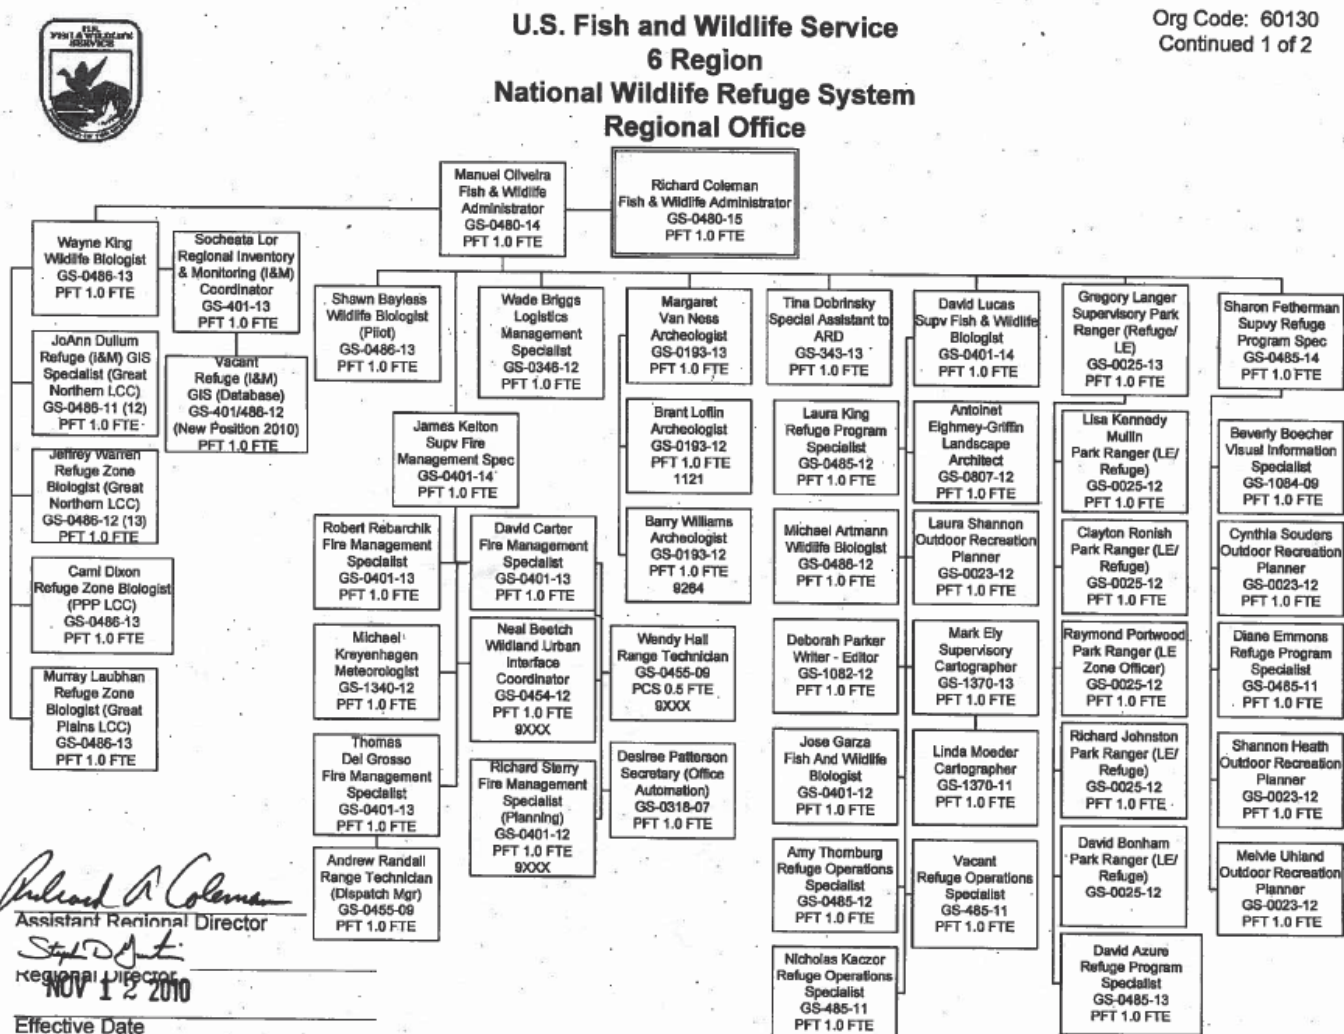 U.S.
FISH & WILDLIFE
SERVICE
U.S. Fish and Wildlife Service
6 Region
National Wildlife Refuge System
Regional Office
Org Code: 60130
Continued 1 of 2
Manuel Oliveira
Fish & Wildlife
Administrator
GS-0480-14
PFT 1.0 FTE
Richard Coleman
Fish & Wildlife Administrator
GS-0480-15
PFT 1.0 FTE
Wayne King
Wildlife Biologist
GS-0486-13
PFT 1.0 FTE
Socheata Lor
Regional Inventory
& Monitoring (I&M)
Coordinator
GS-401-13
PFT 1.0 FTE
JoAnn Dullum
Refuge (I&M) GIS
Specialist (Great
Northern LCC)
GS-0486-11 (12)
PFT 1.0 FTE
Vacant
Refuge (I&M)
GIS (Database)
GS-401/486-12
(New Position 2010)
PFT 1.0 FTE
Jeffrey Warren
Refuge Zone
Biologist (Great
Northern LCC)
GS-0486-12 (13)
PFT 1.0 FTE
Cami Dixon
Refuge Zone Biologist
(PPP LCC)
GS-0486-13
PFT 1.0 FTE
Murray Laubhan
Refuge Zone
Biologist (Great
Plains LCC)
GS-0486-13
PFT 1.0 FTE
Shawn Bayless
Wildlife Biologist
(Pilot)
GS-0486-13
PFT 1.0 FTE
Wade Briggs
Logistics
Management
Specialist
GS-0346-12
PFT 1.0 FTE
James Kelton
Supv Fire
Management Spec
GS-0401-14
PFT 1.0 FTE
Robert Rebarchik
Fire Management
Specialist
GS-0401-13
PFT 1.0 FTE
David Carter
Fire Management
Specialist
GS-0401-13
PFT 1.0 FTE
Michael
Kreyenhagen
Meteorologist
GS-1340-12
PFT 1.0 FTE
Neal Beetch
Wildland Urban
Interface
Coordinator
GS-0454-12
PFT 1.0 FTE
9XXX
Wendy Hall
Range Technician
GS-0455-09
PCS 0.5 FTE
9XXX
Thomas
Del Grosso
Fire Management
Specialist
GS-0401-13
PFT 1.0 FTE
Richard Sterry
Fire Management
Specialist
(Planning)
GS-0401-12
PFT 1.0 FTE
9XXX
Desiree Patterson
Secretary (Office
Automation)
GS-0318-07
PFT 1.0 FTE
Andrew Randall
Range Technician
(Dispatch Mgr)
GS-0455-09
PFT 1.0 FTE
Margaret
Van Ness
Archeologist
GS-0193-13
PFT 1.0 FTE
Brant Loflin
Archeologist
GS-0193-12
PFT 1.0 FTE
1121
Barry Williams
Archeologist
GS-0193-12
PFT 1.0 FTE
9264
Tina Dobrinsky
Special Assistant to
ARD
GS-343-13
PFT 1.0 FTE
Laura King
Refuge Program
Specialist
GS-0485-12
PFT 1.0 FTE
Michael Artmann
Wildlife Biologist
GS-0486-12
PFT 1.0 FTE
Deborah Parker
Writer - Editor
GS-1082-12
PFT 1.0 FTE
Jose Garza
Fish And Wildlife
Biologist
GS-0401-12
PFT 1.0 FTE
Amy Thornburg
Refuge Operations
Specialist
GS-0485-12
PFT 1.0 FTE
Nicholas Kaczor
Refuge Operations
Specialist
GS-485-11
PFT 1.0 FTE
David Lucas
Supv Fish & Wildlife
Biologist
GS-0401-14
PFT 1.0 FTE
Antoinet
Eighmey-Griffin
Landscape
Architect
GS-0807-12
PFT 1.0 FTE
Laura Shannon
Outdoor Recreation
Planner
GS-0023-12
PFT 1.0 FTE
Mark Ely
Supervisory
Cartographer
GS-1370-13
PFT 1.0 FTE
Linda Moeder
Cartographer
GS-1370-11
PFT 1.0 FTE
Vacant
Refuge Operations
Specialist
GS-485-11
PFT 1.0 FTE
Gregory Langer
Supervisory Park
Ranger (Refuge/
LE)
GS-0025-13
PFT 1.0 FTE
Lisa Kennedy
Mullin
Park Ranger (LE/
Refuge)
GS-0025-12
PFT 1.0 FTE
Clayton Ronish
Park Ranger (LE/
Refuge)
GS-0025-12
PFT 1.0 FTE
Raymond Portwood
Park Ranger (LE
Zone Officer)
GS-0025-12
PFT 1.0 FTE
Richard Johnston
Park Ranger (LE/
Refuge)
GS-0025-12
PFT 1.0 FTE
David Bonham
Park Ranger (LE/
Refuge)
GS-0025-12
David Azure
Refuge Program
Specialist
GS-0485-13
PFT 1.0 FTE
Sharon Fetherman
Supvy Refuge
Program Spec
GS-0485-14
PFT 1.0 FTE
Beverly Boecher
Visual Information
Specialist
GS-1084-09
PFT 1.0 FTE
Cynthia Souders
Outdoor Recreation
Planner
GS-0023-12
PFT 1.0 FTE
Diane Emmons
Refuge Program
Specialist
GS-0485-11
PFT 1.0 FTE
Shannon Heath
Outdoor Recreation
Planner
GS-0023-12
PFT 1.0 FTE
Melvie Uhland
Outdoor Recreation
Planner
GS-0023-12
PFT 1.0 FTE
Richard A Coleman
Assistant Regional Director
Regional Director
NOV 12 2010
Effective Date